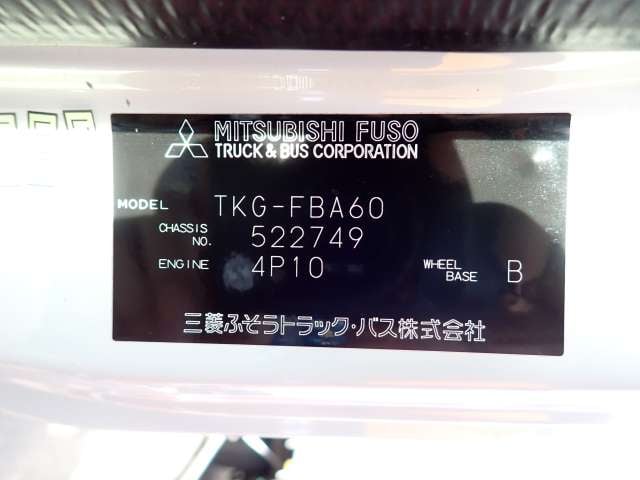 MITSUBISHI FUSO
TRUCK & BUS CORPORATION
MODEL TKG-FBA60
CHASSIS NO. 522749
ENGINE 4P10 WHEEL BASE B
三菱ふそうトラック・バス株式会社